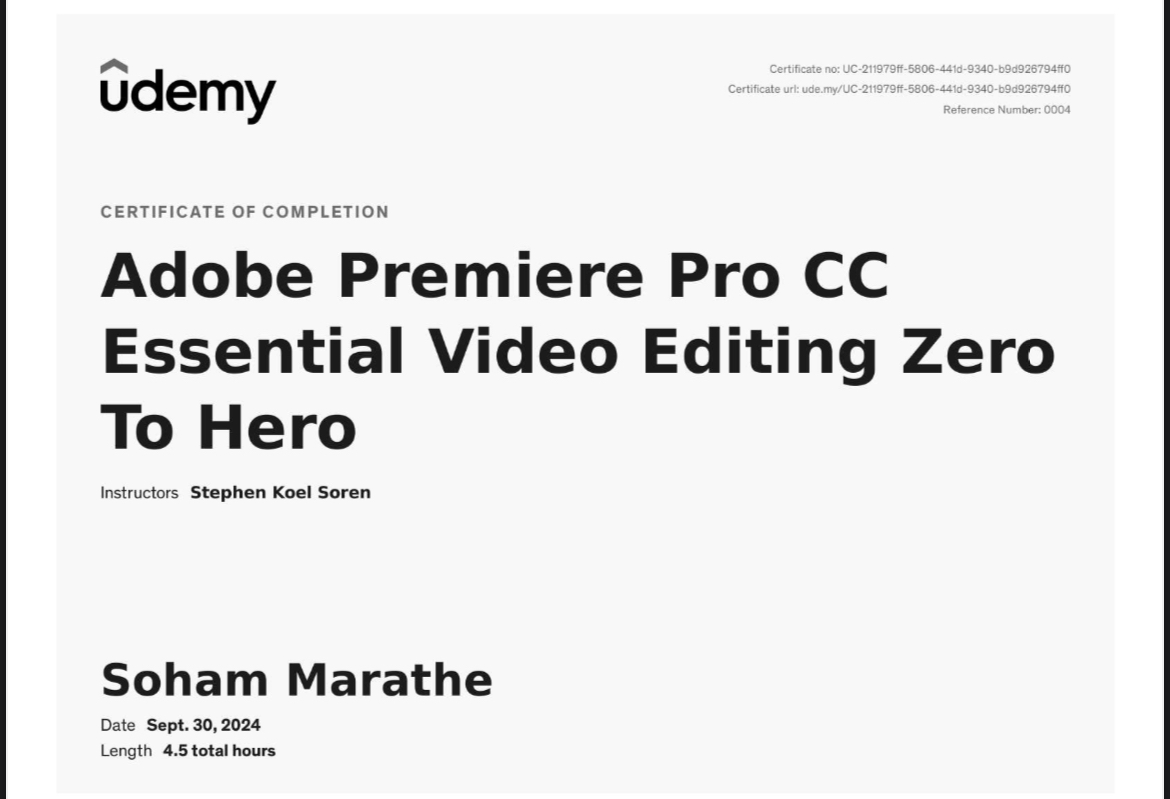 udemy
Certificate no: UC-211979ff-5806-441d-9340-b9d926794ff0
Certificate url: ude.my/UC-211979ff-5806-441d-9340-b9d926794ff0
Reference Number: 0004
CERTIFICATE OF COMPLETION
Adobe Premiere Pro CC
Essential Video Editing Zero
To Hero
Instructors Stephen Koel Soren
Soham Marathe
Date Sept. 30, 2024
Length 4.5 total hours